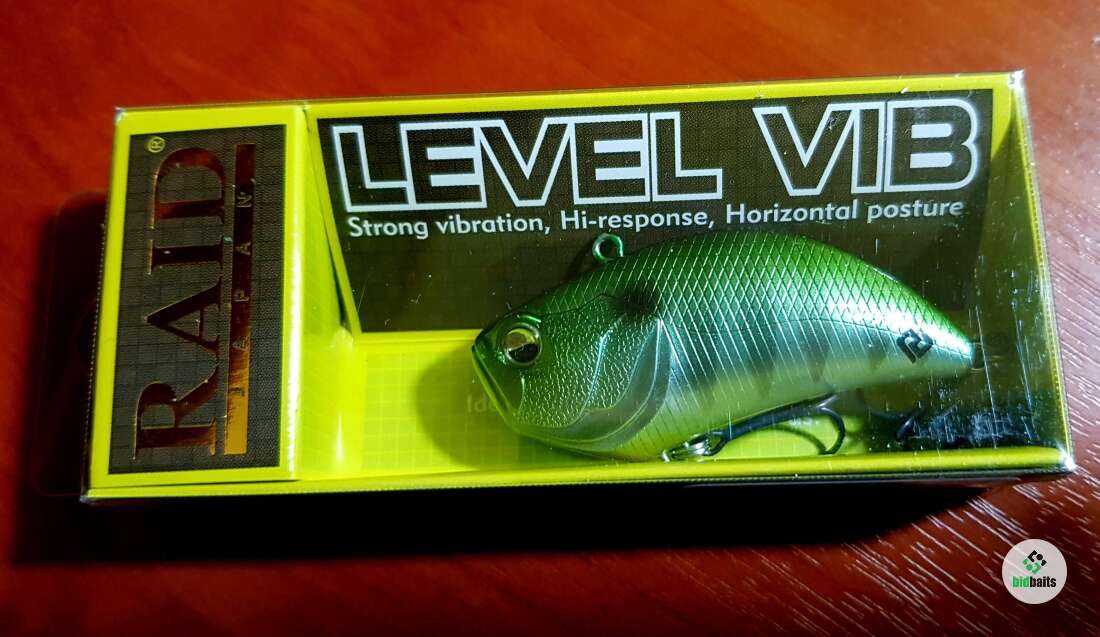 RAID®
JAPAN
LEVEL VIB
Strong vibration, Hi-response, Horizontal posture
bidbaits